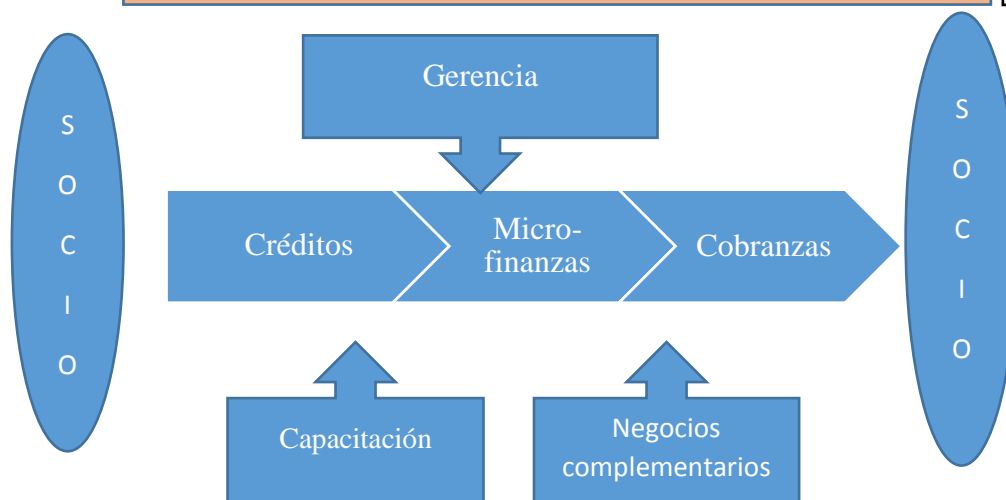 Gerencia
S
O
C
I
O
Créditos
Micro-
finanzas
Cobranzas
S
O
C
I
O
Capacitación
Negocios
complementarios